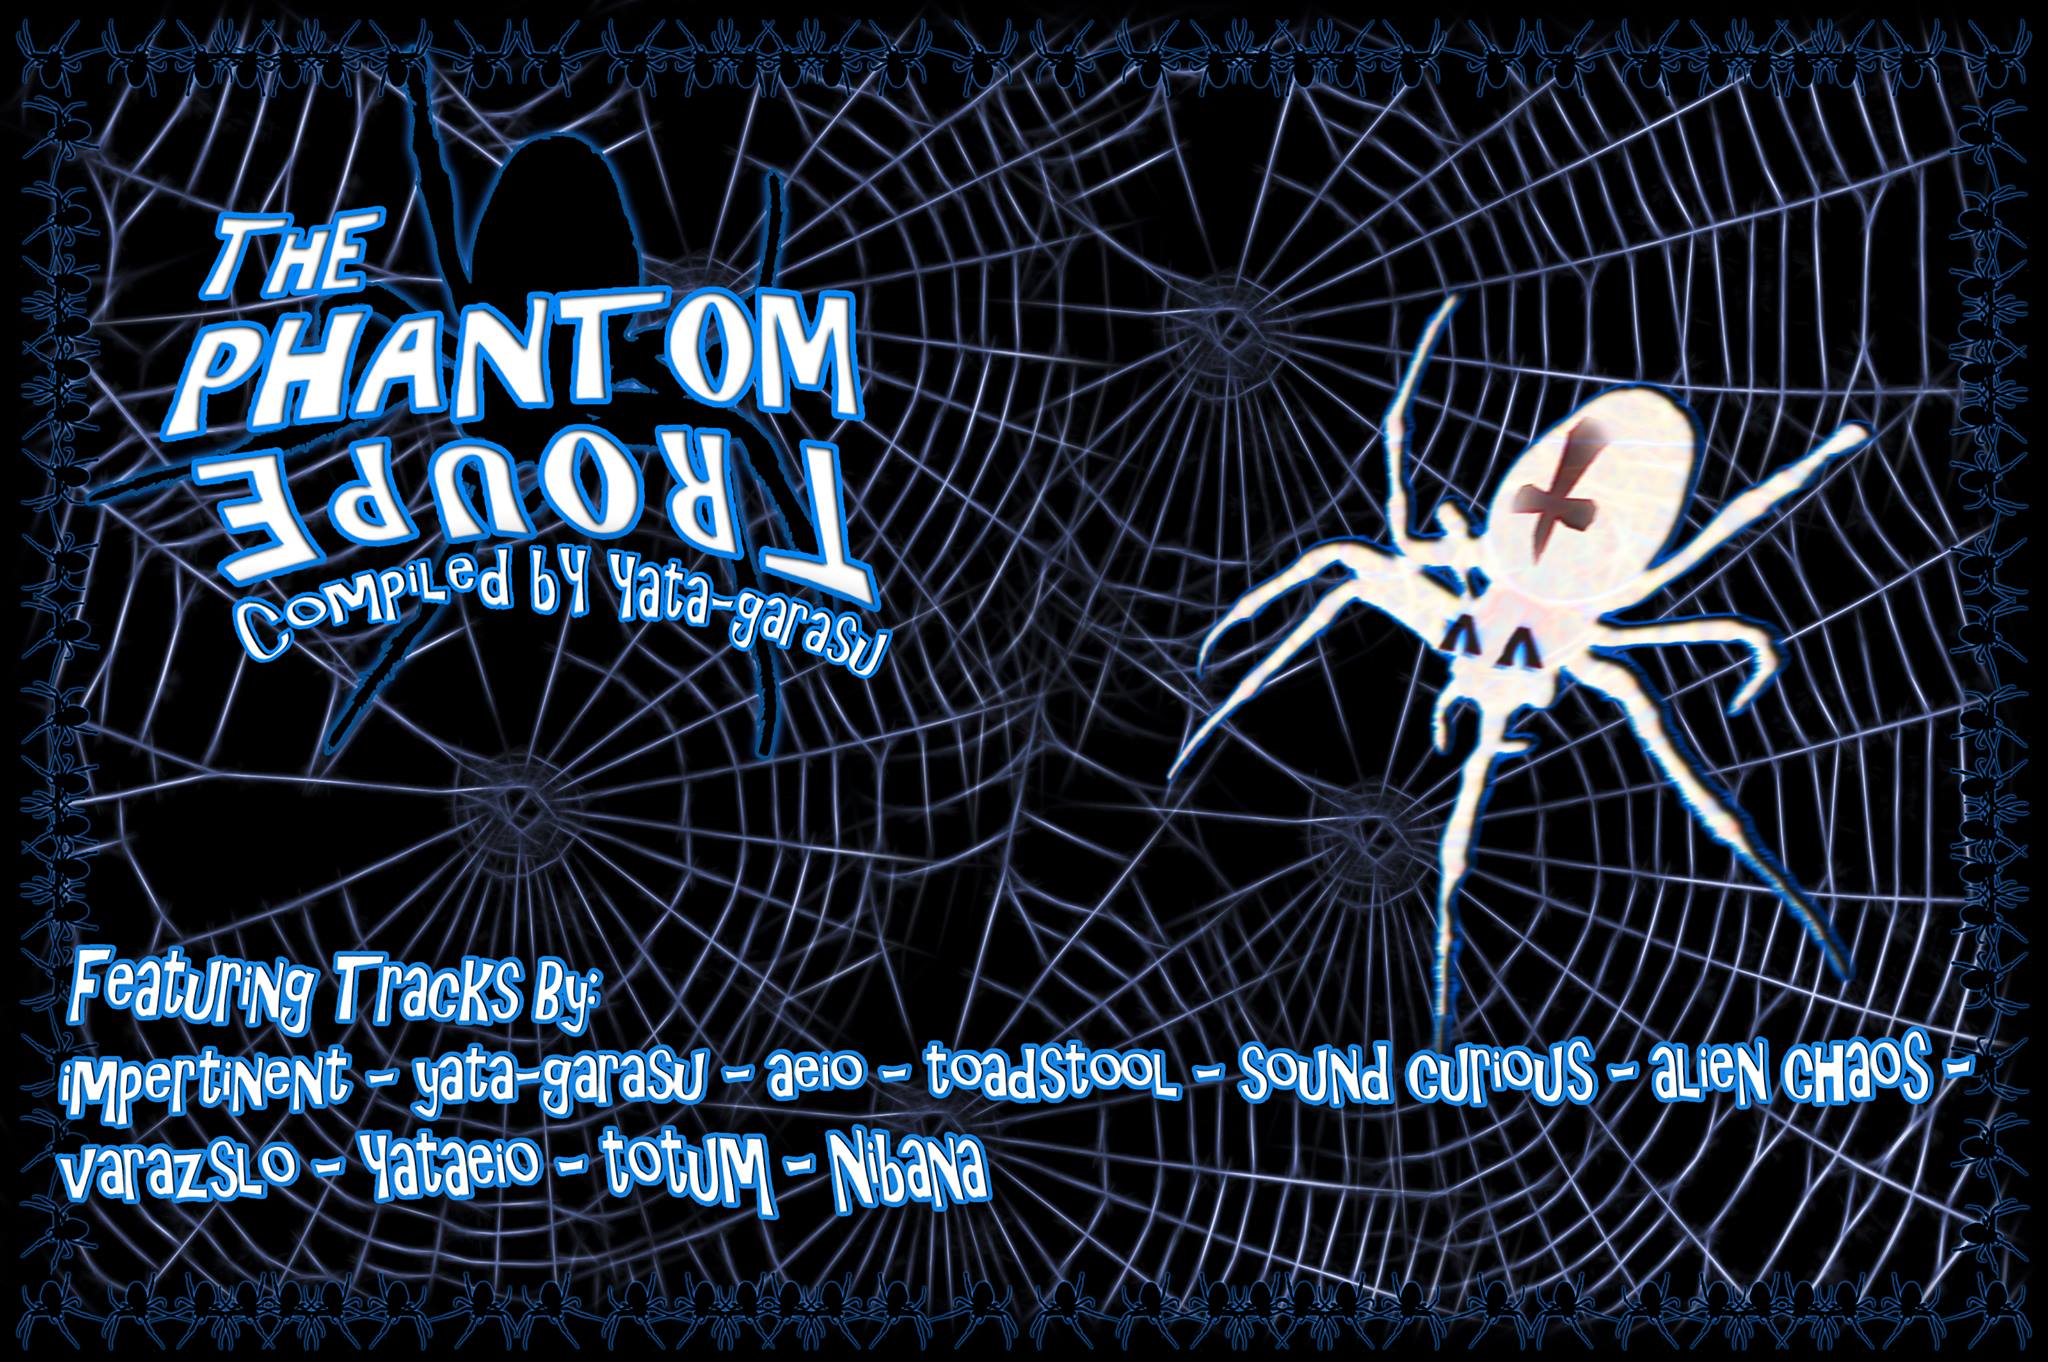 THE
PHANTOM
TROUPE
Compiled by Yata-garasu
Featuring Tracks By:
impertinent - yata-garasu - aeio - toadstool - sound curious - alien chaos -
varazslo - Yataeio - totum - Nibana